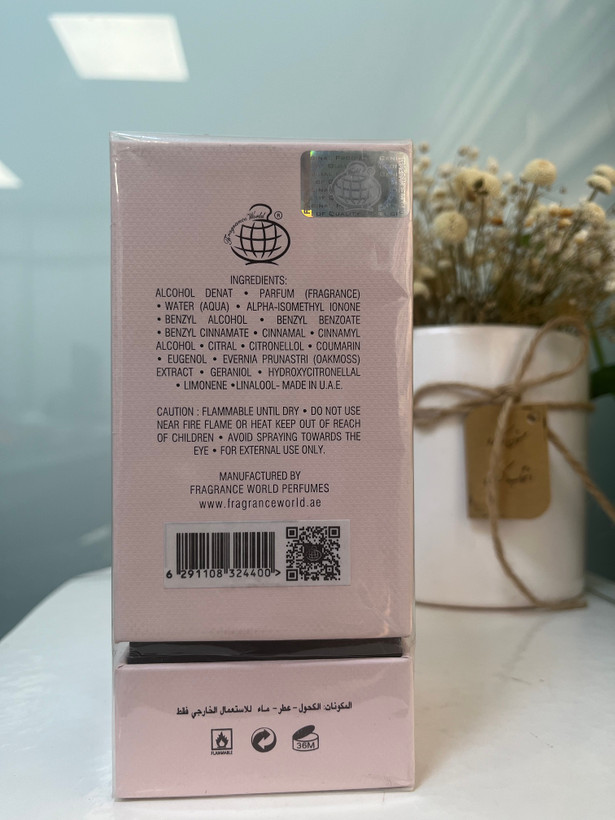 Fragrance World ®
INGREDIENTS:
ALCOHOL DENAT • PARFUM (FRAGRANCE)
• WATER (AQUA) • ALPHA-ISOMETHYL IONONE
• BENZYL ALCOHOL • BENZYL BENZOATE
• BENZYL CINNAMATE • CINNAMAL • CINNAMYL
ALCOHOL • CITRAL • CITRONELLOL • COUMARIN
• EUGENOL • EVERNIA PRUNASTRI (OAKMOSS)
EXTRACT • GERANIOL • HYDROXYCITRONELLAL
• LIMONENE •LINALOOL- MADE IN U.A.E.
CAUTION : FLAMMABLE UNTIL DRY • DO NOT USE
NEAR FIRE FLAME OR HEAT KEEP OUT OF REACH
OF CHILDREN • AVOID SPRAYING TOWARDS THE
EYE • FOR EXTERNAL USE ONLY.
MANUFACTURED BY
FRAGRANCE WORLD PERFUMES
www.fragranceworld.ae
6 291108 324400 >
المكونات: الكحول - عطر - ماء للاستعمال الخارجي فقط
FLAMMABLE
36M